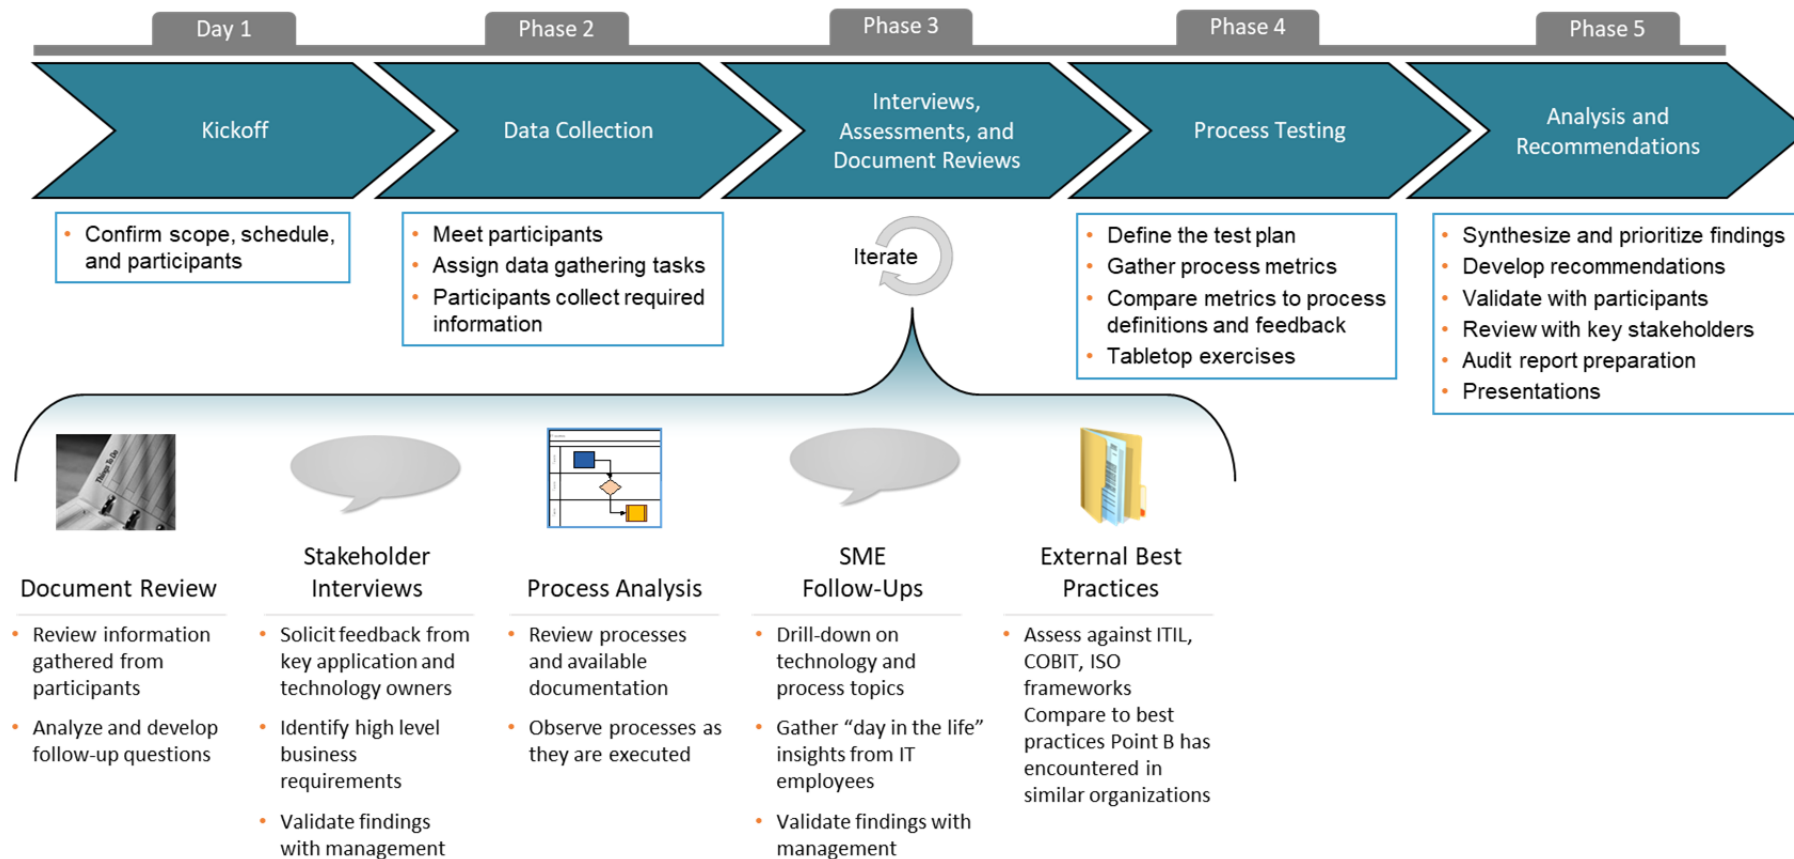 Day 1
Phase 2
Phase 3
Phase 4
Phase 5
Kickoff
Data Collection
Interviews,
Assessments, and
Document Reviews
Process Testing
Analysis and
Recommendations
• Confirm scope, schedule,
and participants
• Meet participants
• Assign data gathering tasks
• Participants collect required
information
Iterate
• Define the test plan
• Gather process metrics
• Compare metrics to process
definitions and feedback
• Tabletop exercises
• Synthesize and prioritize findings
• Develop recommendations
• Validate with participants
• Review with key stakeholders
• Audit report preparation
• Presentations
Things To Do
Document Review
• Review information
gathered from
participants
• Analyze and develop
follow-up questions
Stakeholder
Interviews
• Solicit feedback from
key application and
technology owners
• Identify high level
business
requirements
• Validate findings
with management
Process Analysis
• Review processes
and available
documentation
• Observe processes as
they are executed
SME
Follow-Ups
• Drill-down on
technology and
process topics
• Gather “day in the life”
insights from IT
employees
• Validate findings with
management
External Best
Practices
• Assess against ITIL,
COBIT, ISO
frameworks
Compare to best
practices Point B has
encountered in
similar organizations